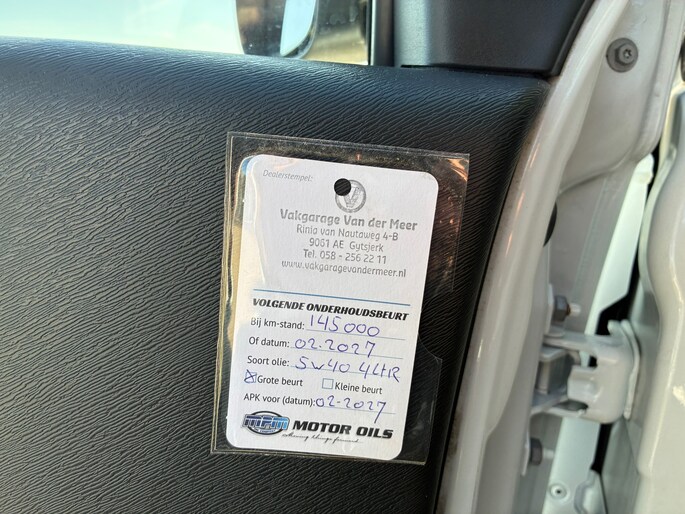 Dealerstempel:
Vakgarage Van der Meer
Rinia van Nautaweg 4-B
9061 AE Gytsjerk
Tel. 058 - 256 22 11
www.vakgaragevandermeer.nl
VOLGENDE ONDERHOUDSBEURT
Bij km-stand: 145000
Of datum: 02-2027
Soort olie: 5w40 4LtR
Grote beurt Kleine beurt
APK voor (datum): 02-2027
MPM MOTOR OILS